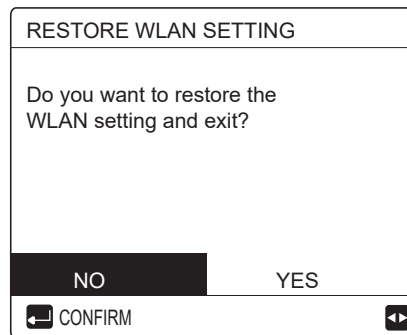 RESTORE WLAN SETTING
Do you want to restore the
WLAN setting and exit?
NO YES
CONFIRM